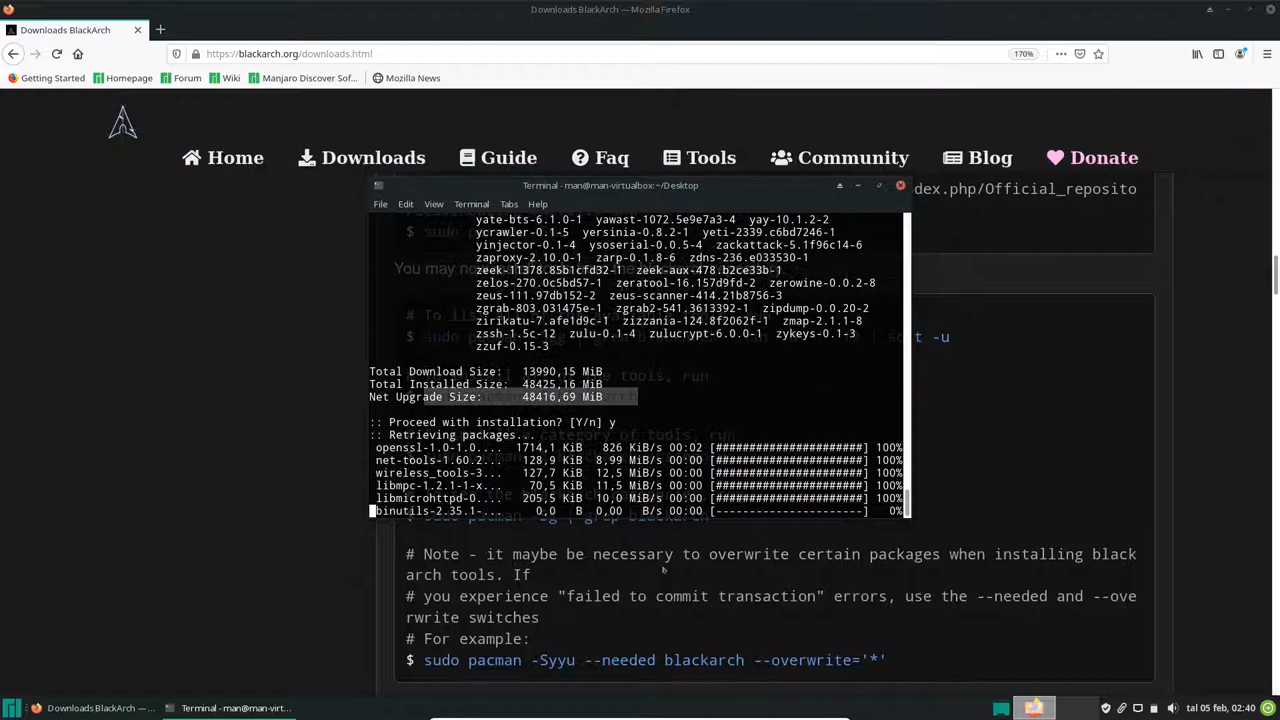 Downloads BlackArch — Mozilla Firefox
Downloads BlackArch
https://blackarch.org/downloads.html
170%
Getting Started
Homepage
Forum
Wiki
Manjaro Discover Sof...
Mozilla News
Home
Downloads
Guide
Faq
Tools
Community
Blog
Donate
ndex.php/Official_reposito
$ sud
You may no
Terminal - man@man-virtualbox:~/Desktop
File Edit View Terminal Tabs Help
yate-bts-6.1.0-1 yawast-1072.5e9e7a3-4 yay-10.1.2-2
ycrawler-0.1-5 yersinia-0.8.2-1 yeti-2339.c6bd7246-1
yinjector-0.1-4 ysoserial-0.0.5-4 zackattack-5.1f96c14-6
zaproxy-2.10.0-1 zarp-0.1.8-6 zdns-236.e033530-1
zeek-11378.85b1cfd32-1 zeek-aux-478.b2ce33b-1
zelos-270.0c5bd57-1 zeratool-16.157d9fd-2 zerowine-0.0.2-8
zeus-111.97db152-2 zeus-scanner-414.21b8756-3
zgrab-803.031475e-1 zgrab2-541.3613392-1 zipdump-0.0.20-2
zirikatu-7.afe1d9c-1 zizzania-124.8f2062f-1 zmap-2.1.1-8
zssh-1.5c-12 zulu-0.1-4 zulucrypt-6.0.0-1 zykeys-0.1-3
zzuf-0.15-3
-u
Total Download Size: 13990,15 MiB
Total Installed Size: 48425,16 MiB
Net Upgrade Size: 48416,69 MiB
:: Proceed with installation? [Y/n] y
:: Retrieving packages...
openssl-1.0-1.0.... 1714,1 KiB 826 KiB/s 00:02 [######################] 100%
net-tools-1.60.2... 128,9 KiB 8,99 MiB/s 00:00 [######################] 100%
wireless_tools-3... 127,7 KiB 12,5 MiB/s 00:00 [######################] 100%
libmpc-1.2.1-1-x... 70,5 KiB 11,5 MiB/s 00:00 [######################] 100%
libmicrohttpd-0.... 205,5 KiB 10,0 MiB/s 00:00 [######################] 100%
binutils-2.35.1-... 0,0 B 0,00 B/s 00:00 [----------------------] 0%
# Note - it maybe be necessary to overwrite certain packages when installing black
arch tools. If
# you experience "failed to commit transaction" errors, use the --needed and --ove
rwrite switches
# For example:
$ sudo pacman -Syyu --needed blackarch --overwrite='*'
Downloads BlackArch —...
Terminal - man@man-virt...
tal 05 feb, 02:40